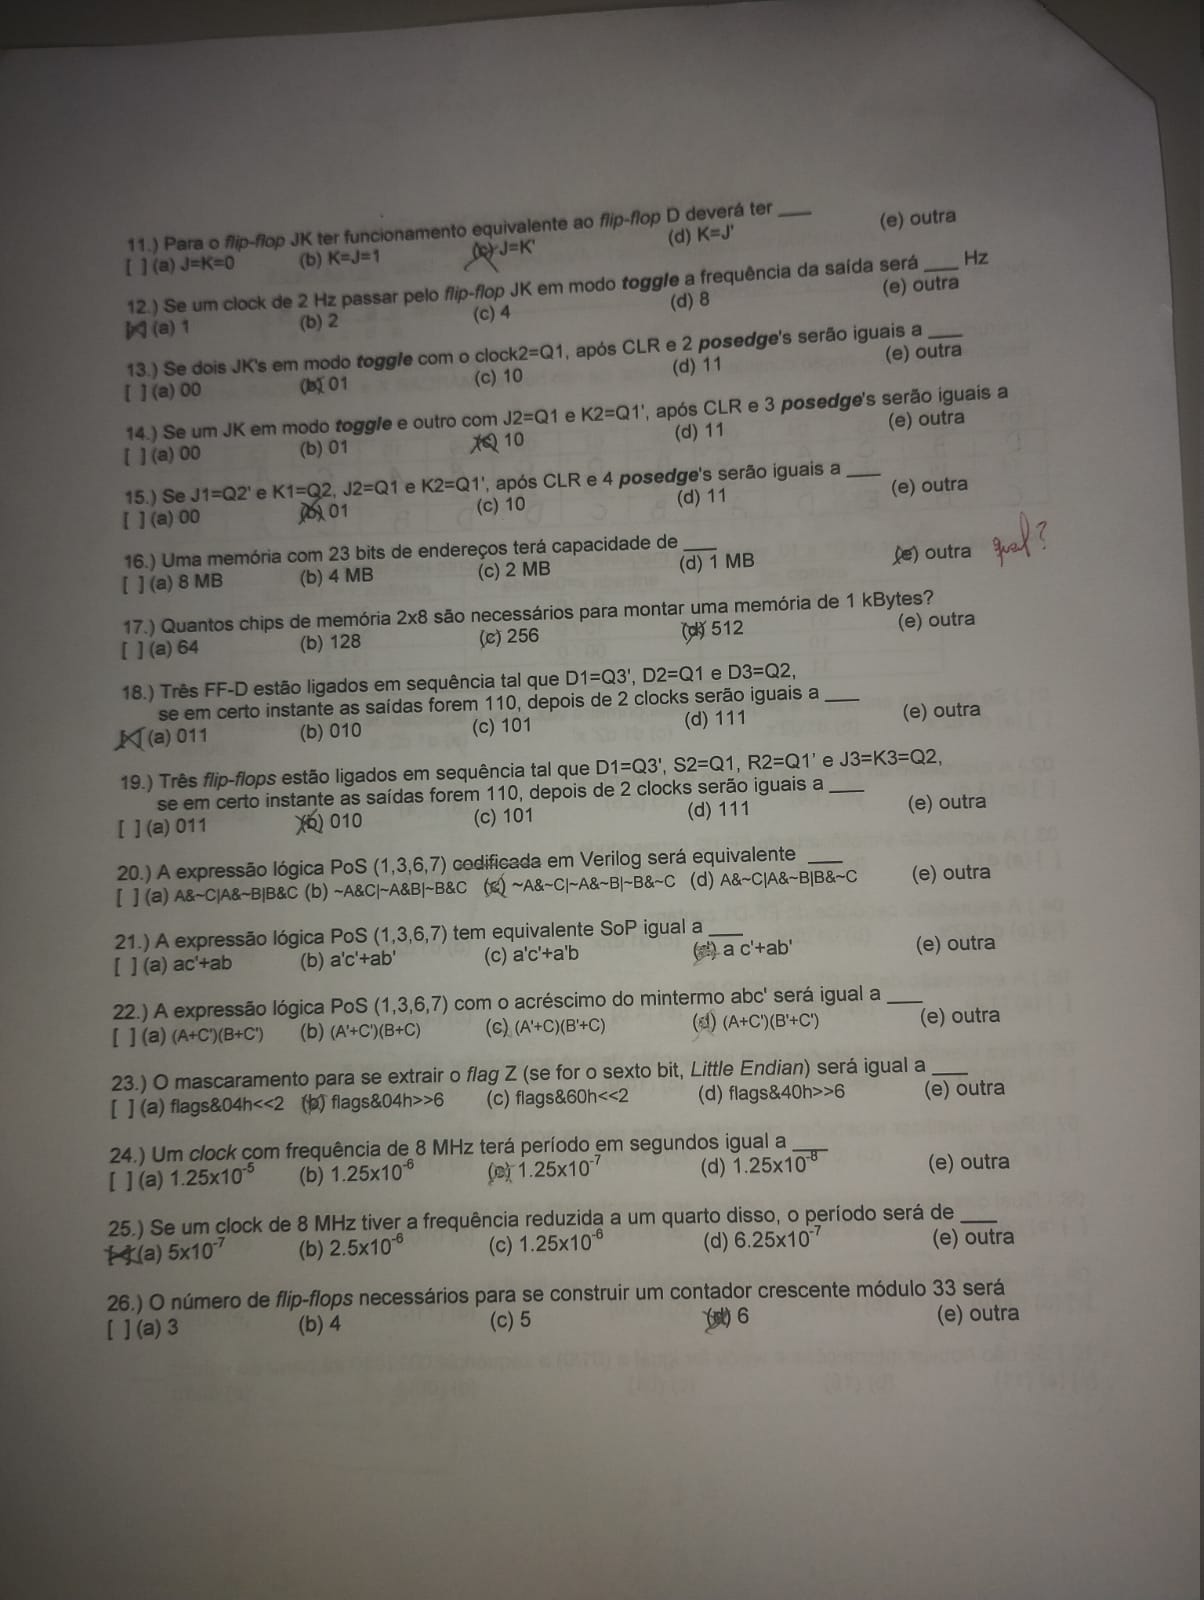 11.) Para o flip-flop JK ter funcionamento equivalente ao flip-flop D deverá ter ____
[ ] (a) J=K=0 (b) K=J=1 (c) J=K' (d) K=J' (e) outra
12.) Se um clock de 2 Hz passar pelo flip-flop JK em modo toggle a frequência da saída será ____ Hz
[ ] (a) 1 (b) 2 (c) 4 (d) 8 (e) outra
13.) Se dois JK's em modo toggle com o clock2=Q1, após CLR e 2 posedge's serão iguais a ____
[ ] (a) 00 (b) 01 (c) 10 (d) 11 (e) outra
14.) Se um JK em modo toggle e outro com J2=Q1 e K2=Q1', após CLR e 3 posedge's serão iguais a
[ ] (a) 00 (b) 01 (c) 10 (d) 11 (e) outra
15.) Se J1=Q2' e K1=Q2, J2=Q1 e K2=Q1', após CLR e 4 posedge's serão iguais a ____
[ ] (a) 00 (b) 01 (c) 10 (d) 11 (e) outra
16.) Uma memória com 23 bits de endereços terá capacidade de ____
[ ] (a) 8 MB (b) 4 MB (c) 2 MB (d) 1 MB (e) outra qual?
17.) Quantos chips de memória 2x8 são necessários para montar uma memória de 1 kBytes?
[ ] (a) 64 (b) 128 (c) 256 (d) 512 (e) outra
18.) Três FF-D estão ligados em sequência tal que D1=Q3', D2=Q1 e D3=Q2,
se em certo instante as saídas forem 110, depois de 2 clocks serão iguais a ____
[ ] (a) 011 (b) 010 (c) 101 (d) 111 (e) outra
19.) Três flip-flops estão ligados em sequência tal que D1=Q3', S2=Q1, R2=Q1' e J3=K3=Q2,
se em certo instante as saídas forem 110, depois de 2 clocks serão iguais a ____
[ ] (a) 011 (b) 010 (c) 101 (d) 111 (e) outra
20.) A expressão lógica PoS (1,3,6,7) codificada em Verilog será equivalente ____
[ ] (a) A&~C|A&~B|B&C (b) ~A&C|~A&B|~B&C (c) ~A&~C|~A&~B|~B&~C (d) A&~C|A&~B|B&~C (e) outra
21.) A expressão lógica PoS (1,3,6,7) tem equivalente SoP igual a ____
[ ] (a) ac'+ab (b) a'c'+ab' (c) a'c'+a'b (d) a c'+ab' (e) outra
22.) A expressão lógica PoS (1,3,6,7) com o acréscimo do mintermo abc' será igual a ____
[ ] (a) (A+C')(B+C') (b) (A'+C')(B+C) (c) (A'+C)(B'+C) (d) (A+C')(B'+C') (e) outra
23.) O mascaramento para se extrair o flag Z (se for o sexto bit, Little Endian) será igual a ____
[ ] (a) flags&04h<<2 (b) flags&04h>>6 (c) flags&60h<<2 (d) flags&40h>>6 (e) outra
24.) Um clock com frequência de 8 MHz terá período em segundos igual a ____
[ ] (a) 1.25x10⁻⁵ (b) 1.25x10⁻⁶ (c) 1.25x10⁻⁷ (d) 1.25x10⁻⁸ (e) outra
25.) Se um clock de 8 MHz tiver a frequência reduzida a um quarto disso, o período será de ____
[ ] (a) 5x10⁻⁷ (b) 2.5x10⁻⁶ (c) 1.25x10⁻⁶ (d) 6.25x10⁻⁷ (e) outra
26.) O número de flip-flops necessários para se construir um contador crescente módulo 33 será
[ ] (a) 3 (b) 4 (c) 5 (d) 6 (e) outra